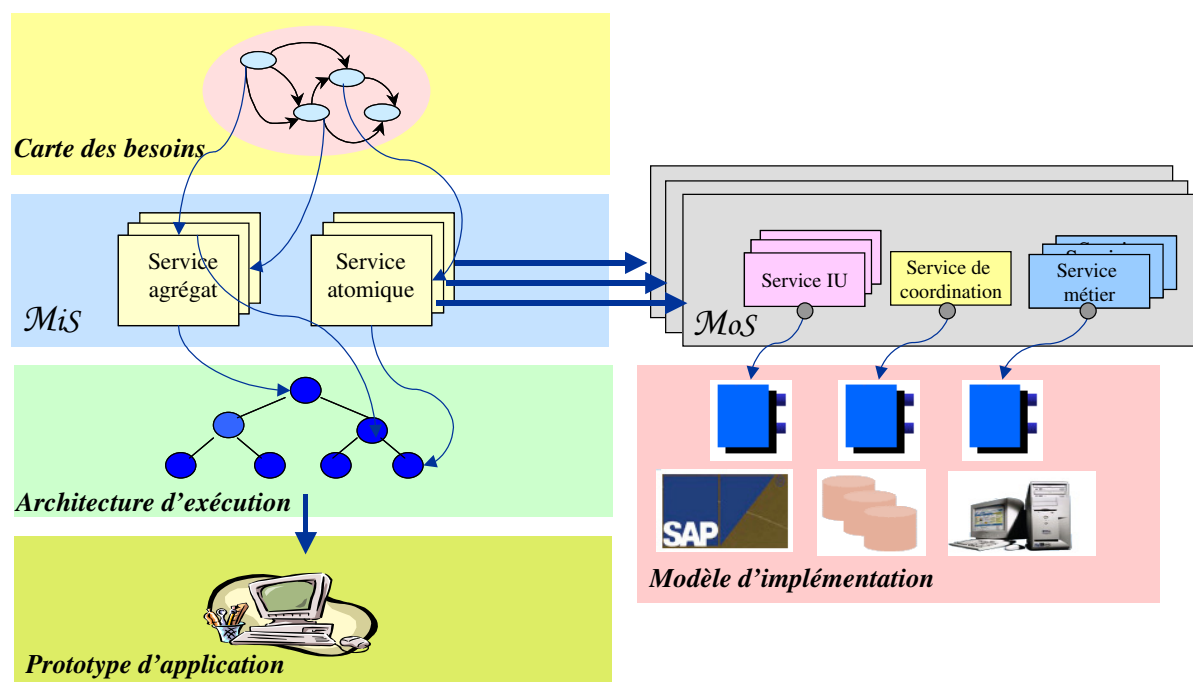 Carte des besoins
Service
agrégat
Service
atomique
MiS
Service IU
Service de
coordination
Service
métier
MoS
Architecture d'exécution
SAP
Modèle d'implémentation
Prototype d'application